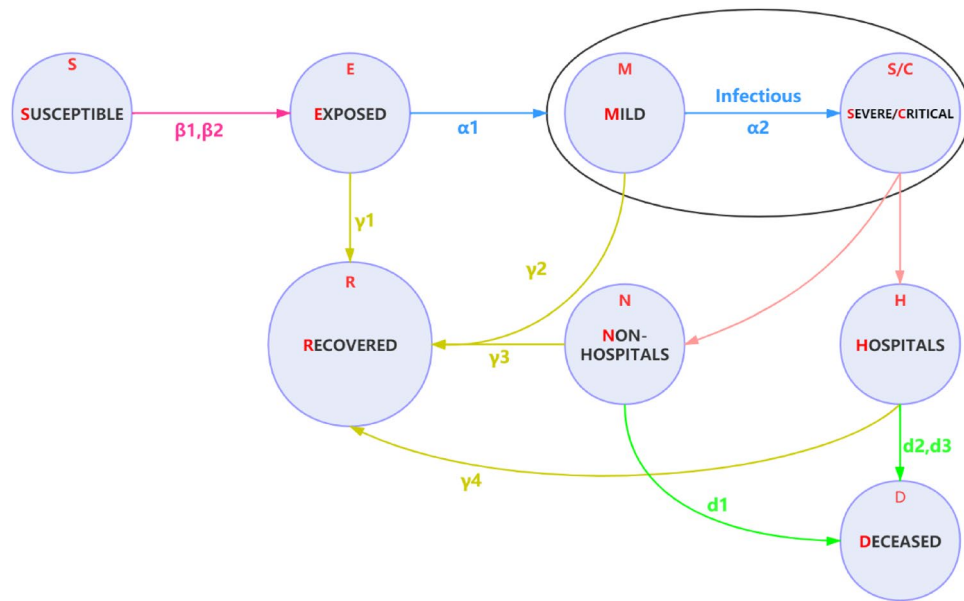 S
SUSCEPTIBLE
β1,β2
E
EXPOSED
α1
M
MILD
Infectious
α2
S/C
SEVERE/CRITICAL
γ1
γ2
R
RECOVERED
γ3
N
NON-
HOSPITALS
H
HOSPITALS
γ4
d1
d2,d3
D
DECEASED